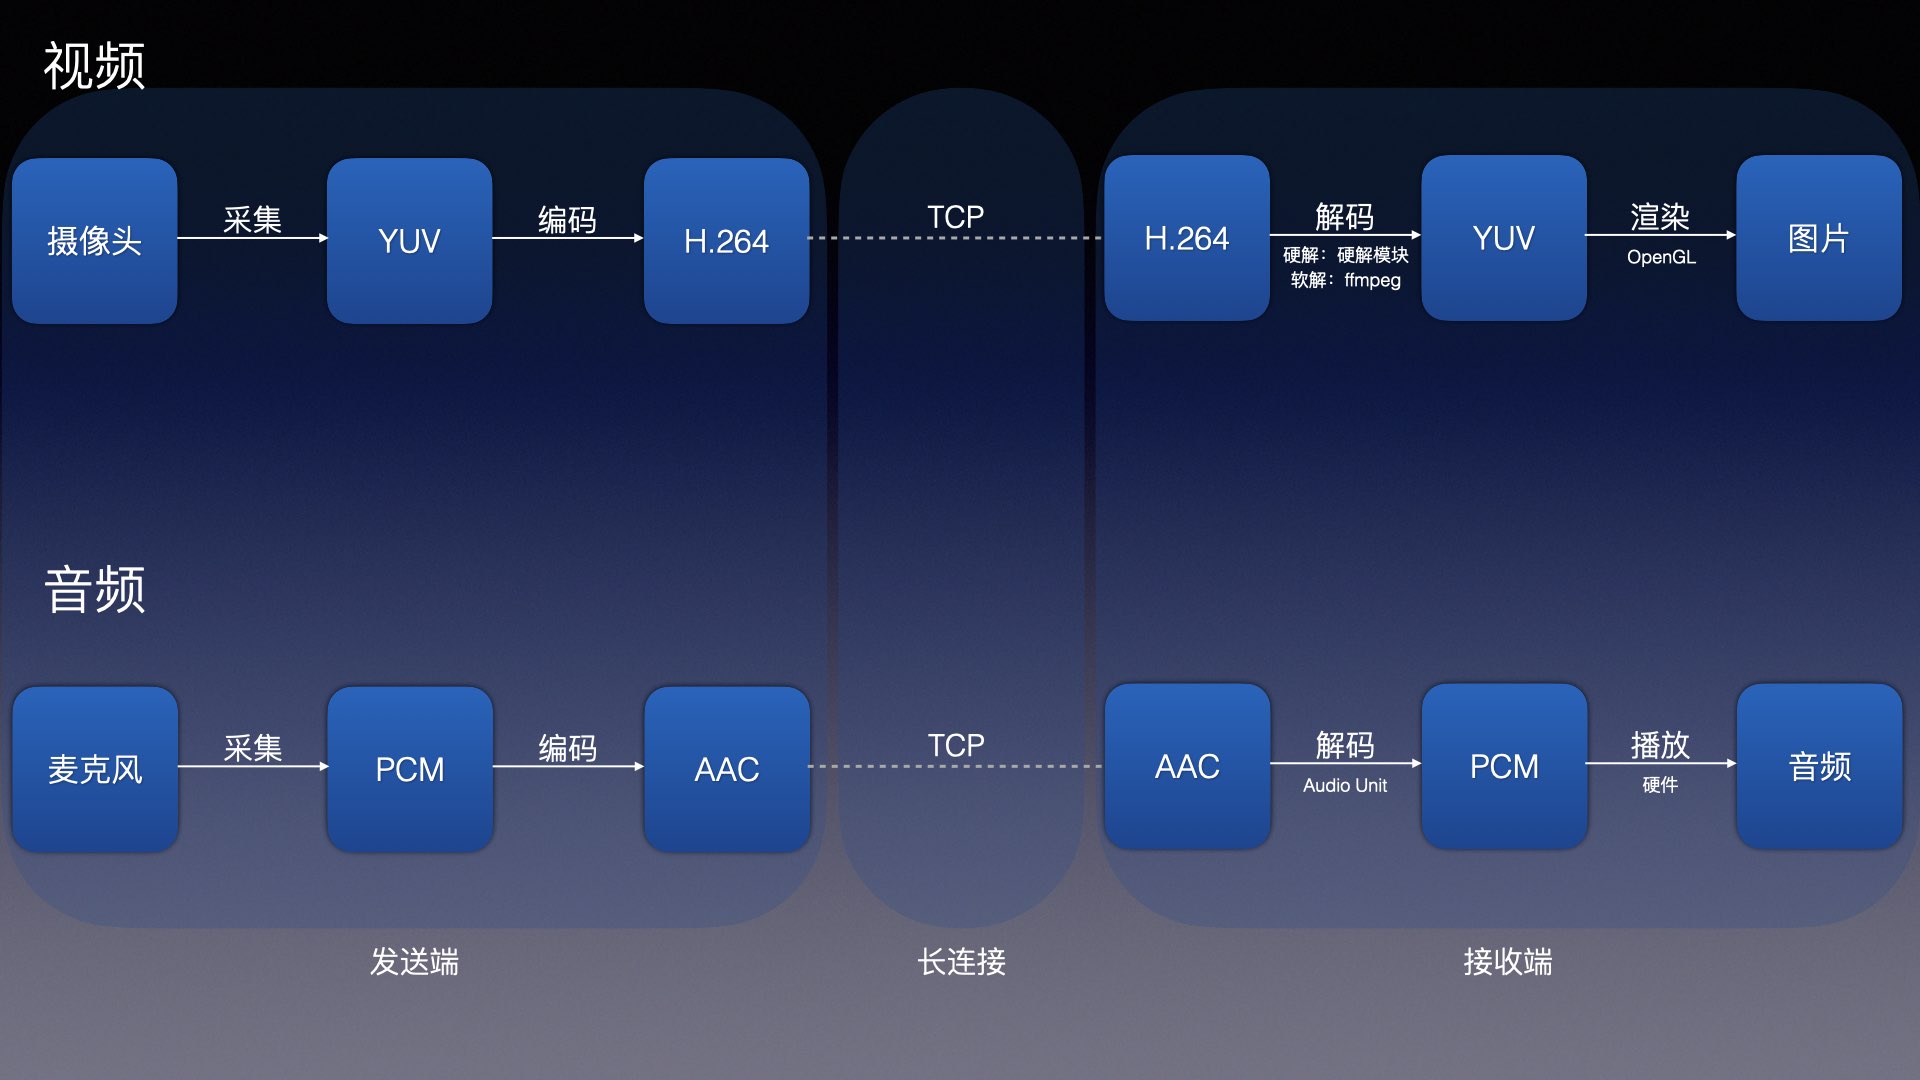 视频
摄像头
采集
YUV
编码
H.264
TCP
H.264
解码
硬解：硬解模块
软解：ffmpeg
YUV
渲染
OpenGL
图片
音频
麦克风
采集
PCM
编码
AAC
TCP
AAC
解码
Audio Unit
PCM
播放
硬件
音频
发送端
长连接
接收端